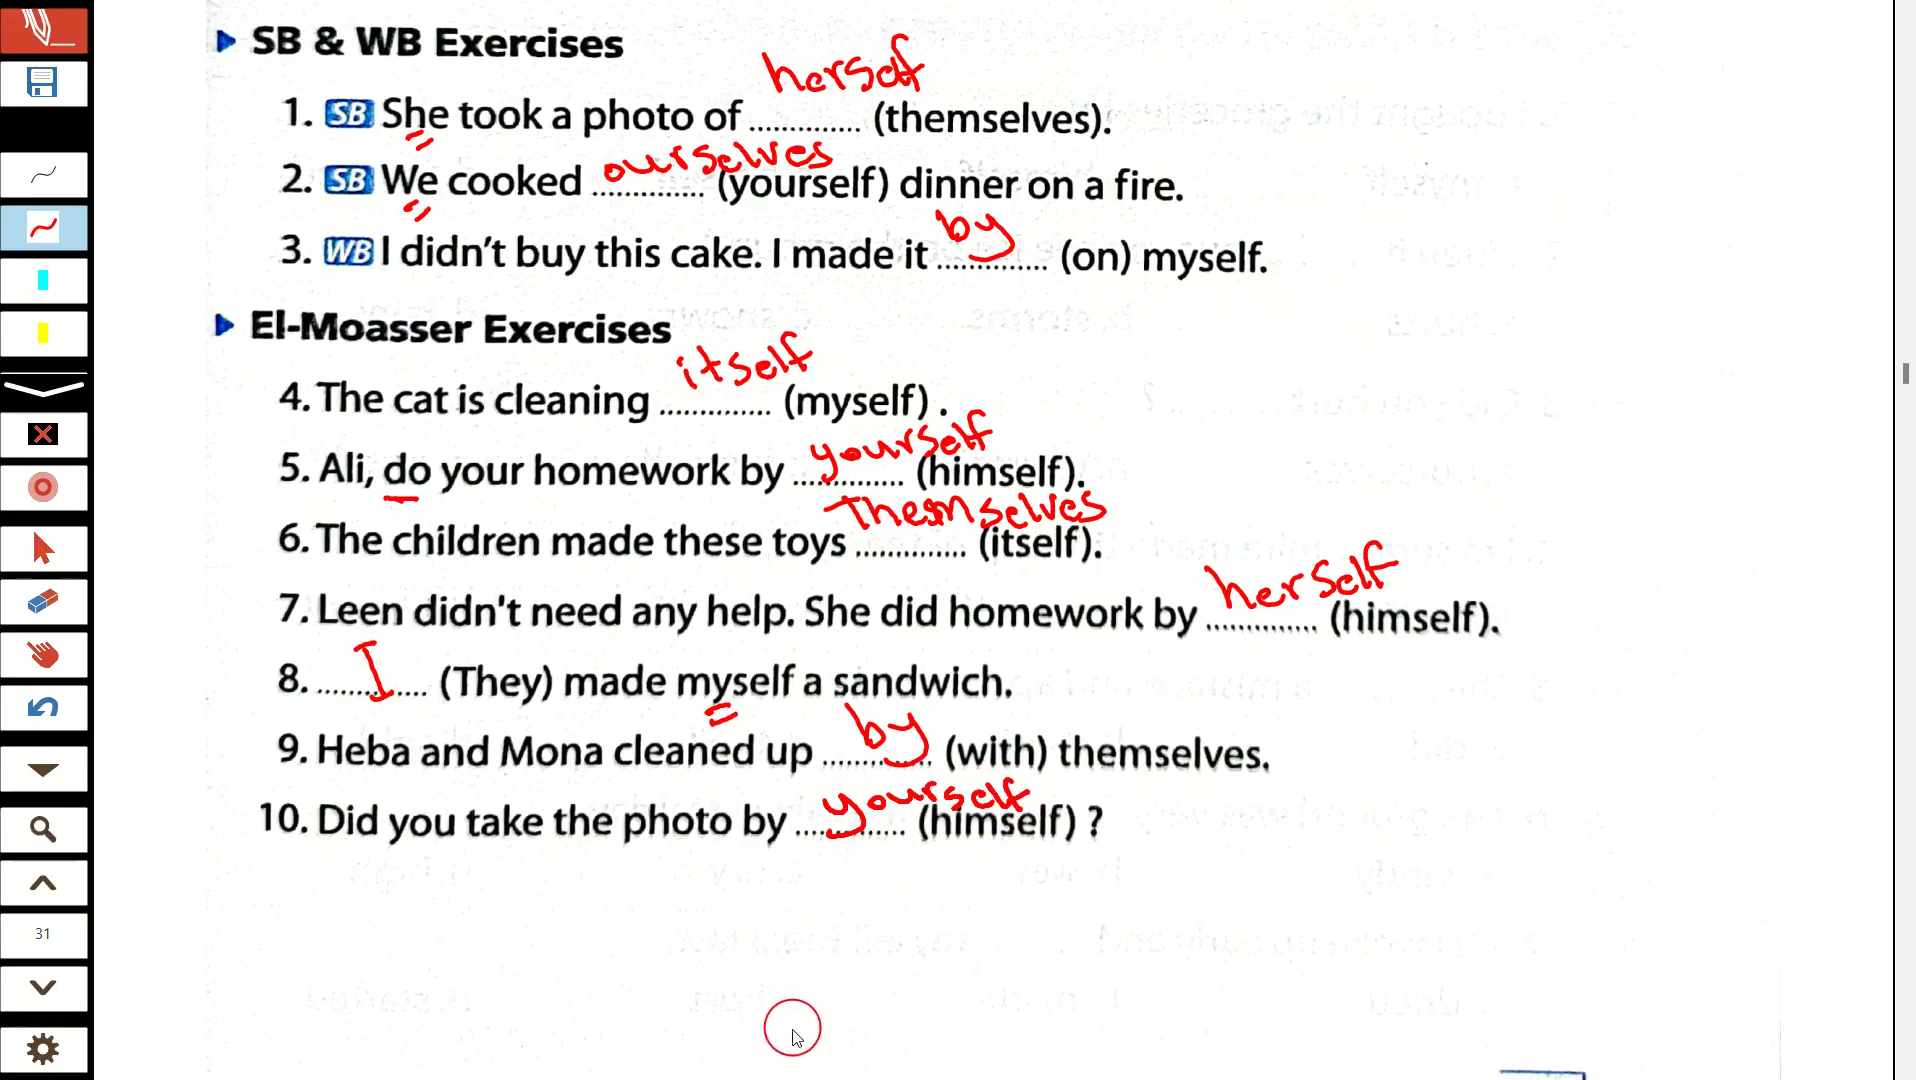 SB & WB Exercises
herself
1. SB She took a photo of .............. (themselves).
ourselves
2. SB We cooked .............. (yourself) dinner on a fire.
by
3. WB I didn't buy this cake. I made it .............. (on) myself.
El-Moasser Exercises
itself
4. The cat is cleaning .............. (myself) .
yourself
5. Ali, do your homework by .............. (himself).
Themselves
6. The children made these toys .............. (itself).
herself
7. Leen didn't need any help. She did homework by .............. (himself).
I
8. .............. (They) made myself a sandwich.
by
9. Heba and Mona cleaned up .............. (with) themselves.
yourself
10. Did you take the photo by .............. (himself) ?
31